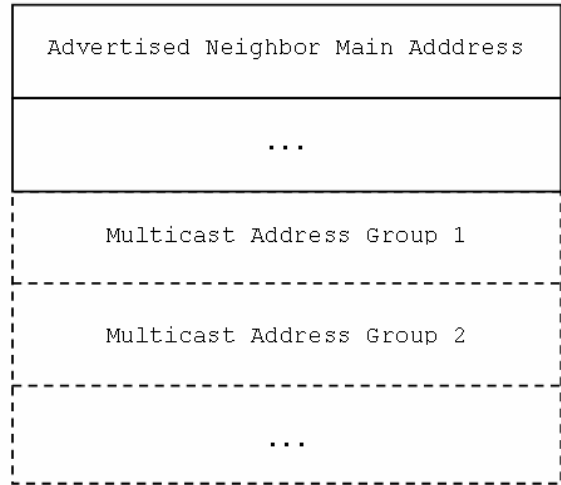 Advertised Neighbor Main Adddress
...
Multicast Address Group 1
Multicast Address Group 2
...